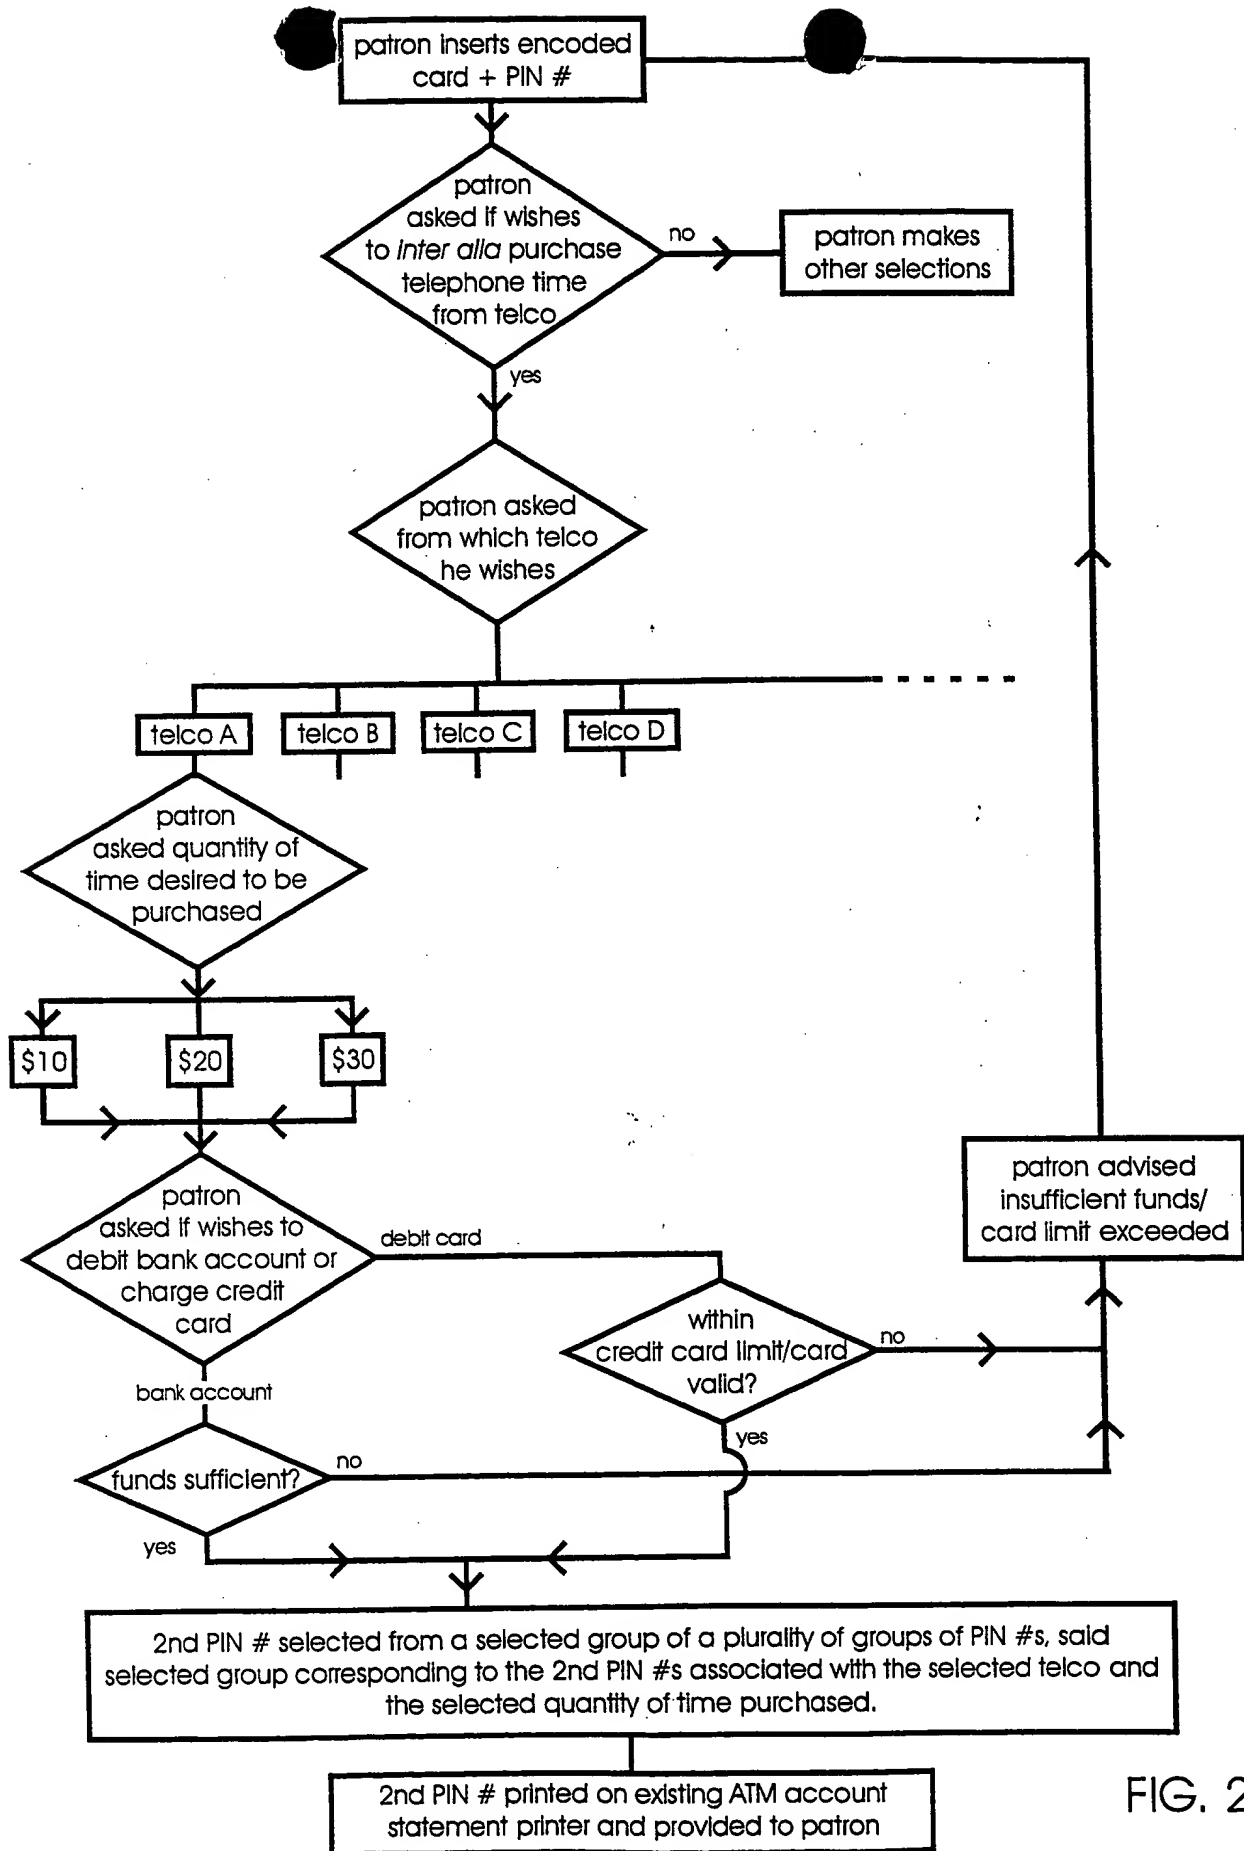 patron inserts encoded
card + PIN #
patron
asked if wishes
to inter alia purchase
telephone time
from telco
no
patron makes
other selections
yes
patron asked
from which telco
he wishes
telco A
telco B
telco C
telco D
patron
asked quantity of
time desired to be
purchased
$10
$20
$30
patron
asked if wishes to
debit bank account or
charge credit
card
debit card
patron advised
insufficient funds/
card limit exceeded
within
credit card limit/card
valid?
no
bank account
yes
funds sufficient?
no
yes
2nd PIN # selected from a selected group of a plurality of groups of PIN #s, said
selected group corresponding to the 2nd PIN #s associated with the selected telco and
the selected quantity of time purchased.
2nd PIN # printed on existing ATM account
statement printer and provided to patron
FIG. 2